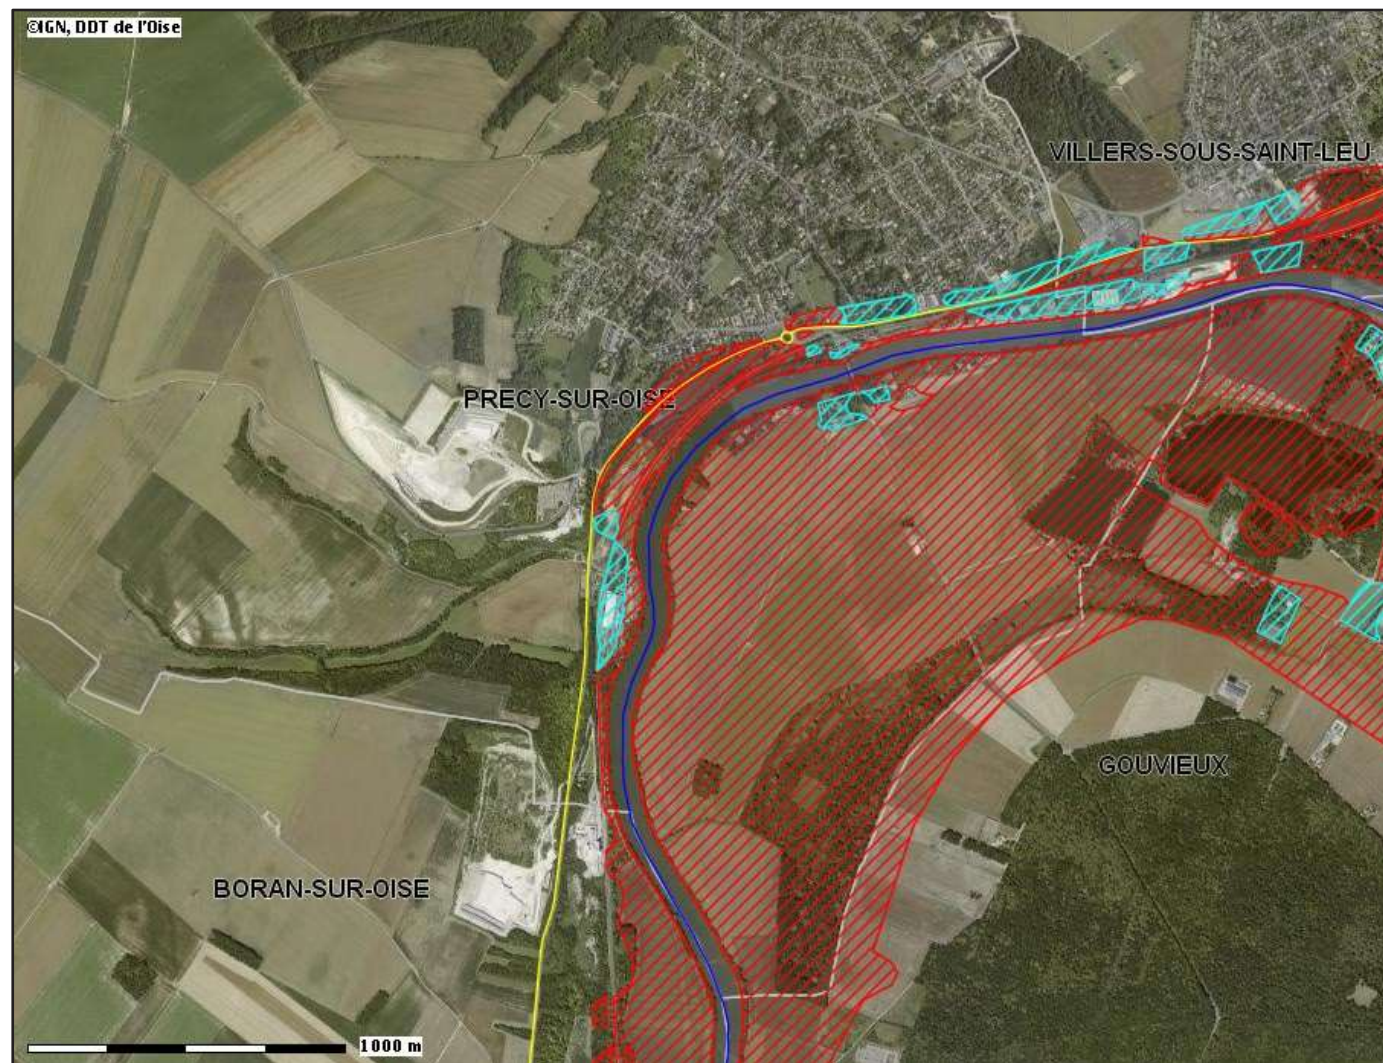 ©IGN, DDT de l'Oise
VILLERS-SOUS-SAINT-LEU
PRECY-SUR-OISE
GOUVIEUX
BORAN-SUR-OISE
1000 m